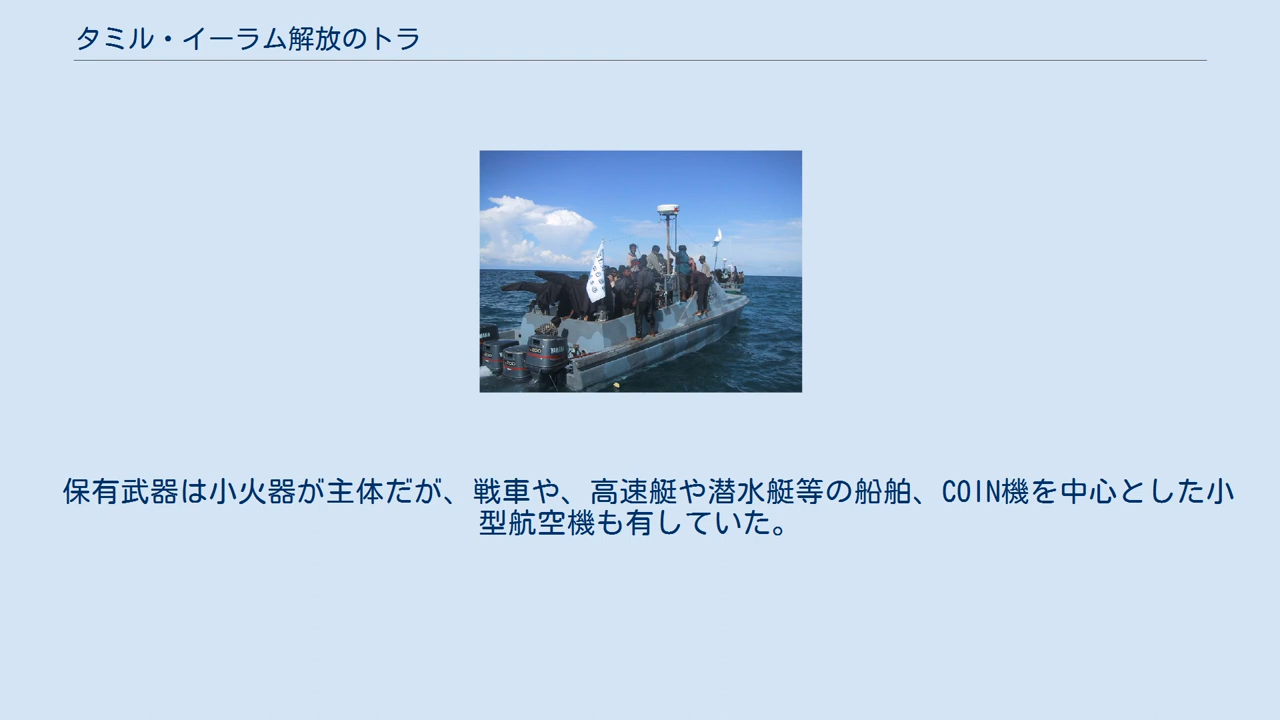 タミル・イーラム解放のトラ
保有武器は小火器が主体だが、戦車や、高速艇や潜水艇等の船舶、COIN機を中心とした小
型航空機も有していた。